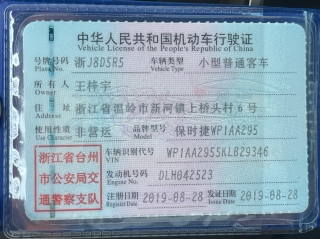 中华人民共和国机动车行驶证
Vehicle License of the People's Republic of China
号牌号码 浙J8D5R5 车辆类型 小型普通客车
Plate No. Vehicle Type
所有人 王梓宇
Owner
住址 浙江省温岭市新河镇上桥头村6号
Address
使用性质 非营运 品牌型号 保时捷WP1AA295
Use Character Model
浙江省台州市公安局交通警察支队
车辆识别代号 WP1AA2955KLB29346
VIN
发动机号码 DLH042523
Engine No.
注册日期 2019-08-28 发证日期 2019-08-28
Register Date Issue Date